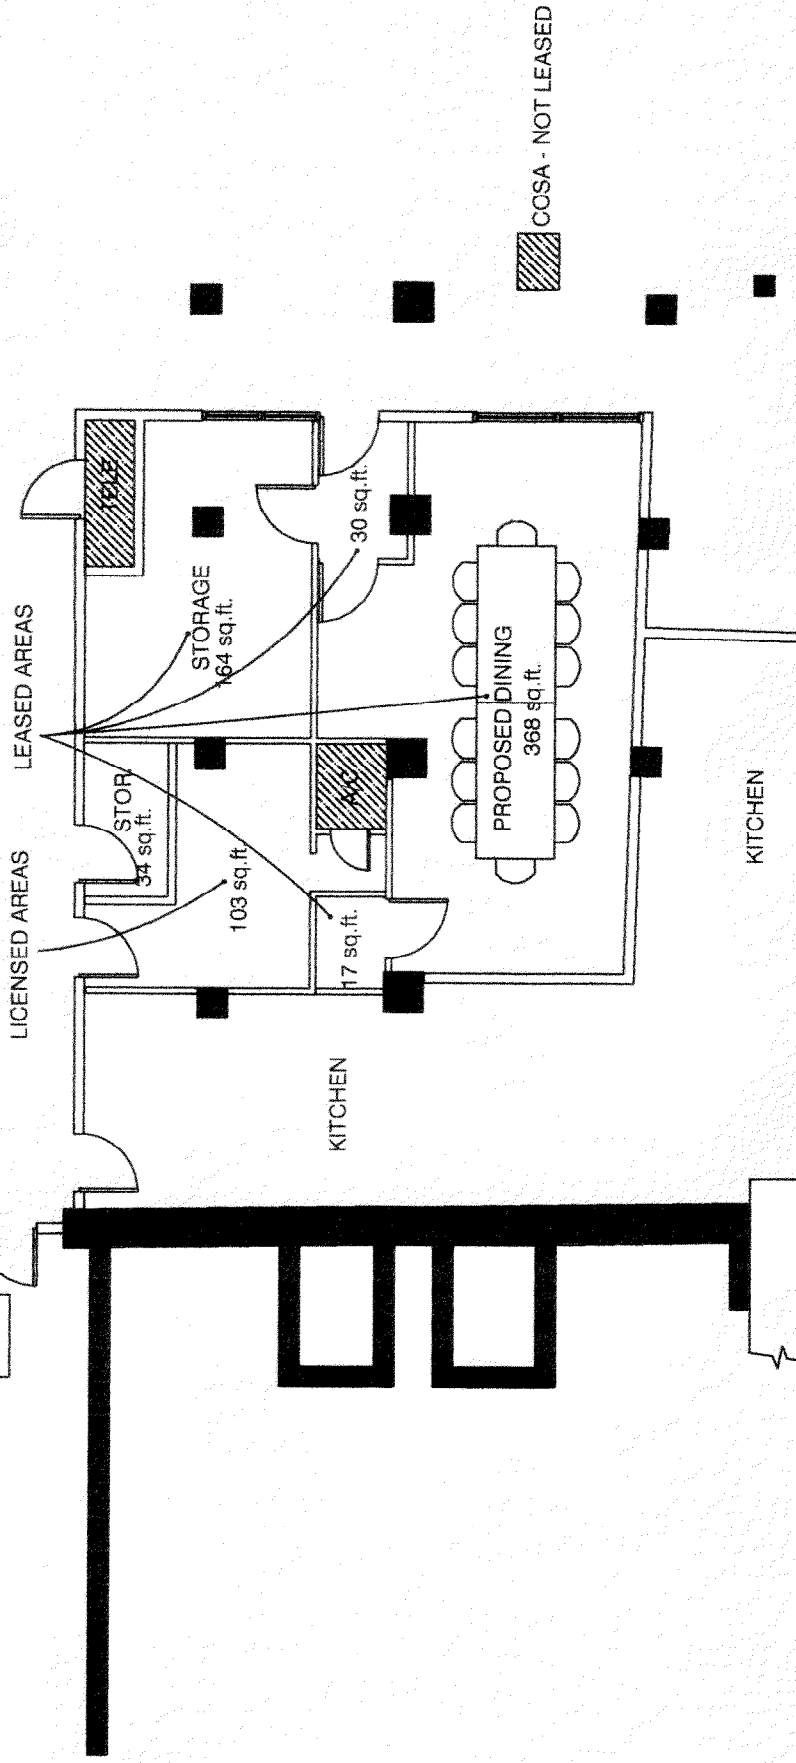 LICENSED AREAS
LEASED AREAS
STOR.
34 sq.ft.
TELE
103 sq.ft.
STORAGE
164 sq.ft.
17 sq.ft.
A/C
30 sq.ft.
KITCHEN
PROPOSED DINING
368 sq.ft.
COSA - NOT LEASED
KITCHEN